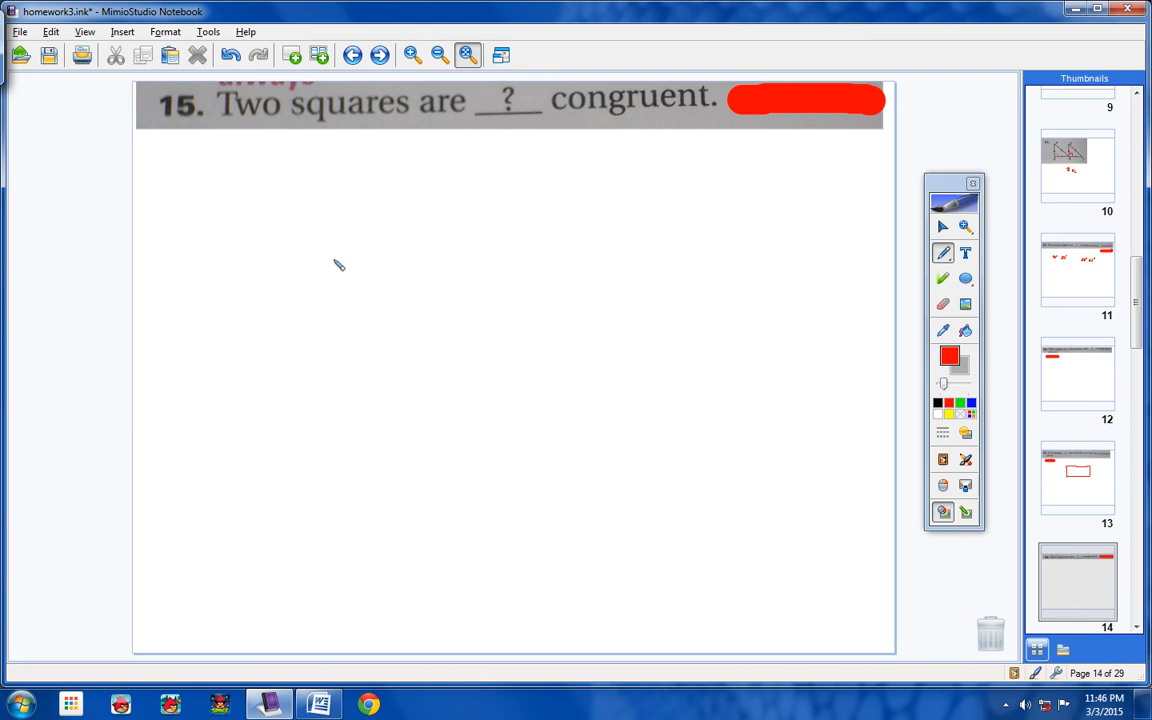 homework3.ink* - MimioStudio Notebook
File Edit View Insert Format Tools Help
always
15. Two squares are ? congruent.
Thumbnails
9
10
11
12
13
14
Page 14 of 29
11:46 PM
3/3/2015